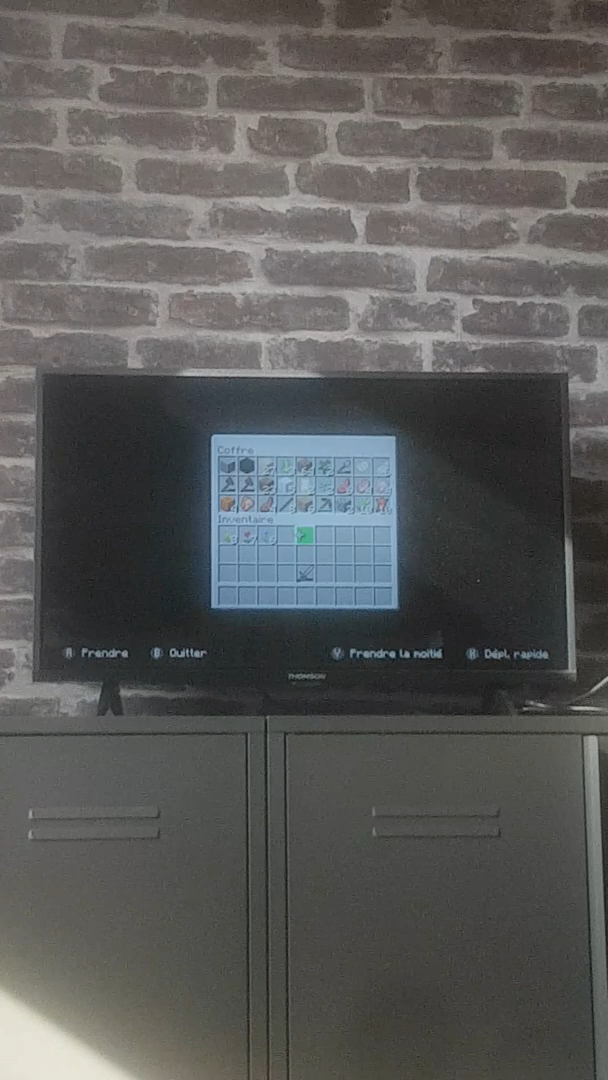 Coffre
Inventaire
A Prendre
B Quitter
Y Prendre la moitié
X Dépl. rapide
THOMSON